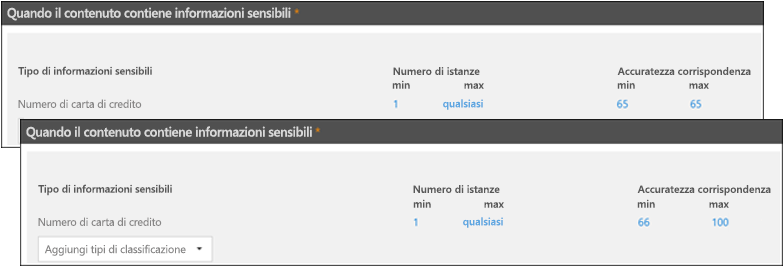 Quando il contenuto contiene informazioni sensibili *
Tipo di informazioni sensibili Numero di istanze Accuratezza corrispondenza
min max min max
Numero di carta di credito 1 qualsiasi 65 65
Quando il contenuto contiene informazioni sensibili *
Tipo di informazioni sensibili Numero di istanze Accuratezza corrispondenza
min max min max
Numero di carta di credito 1 qualsiasi 66 100
Aggiungi tipi di classificazione